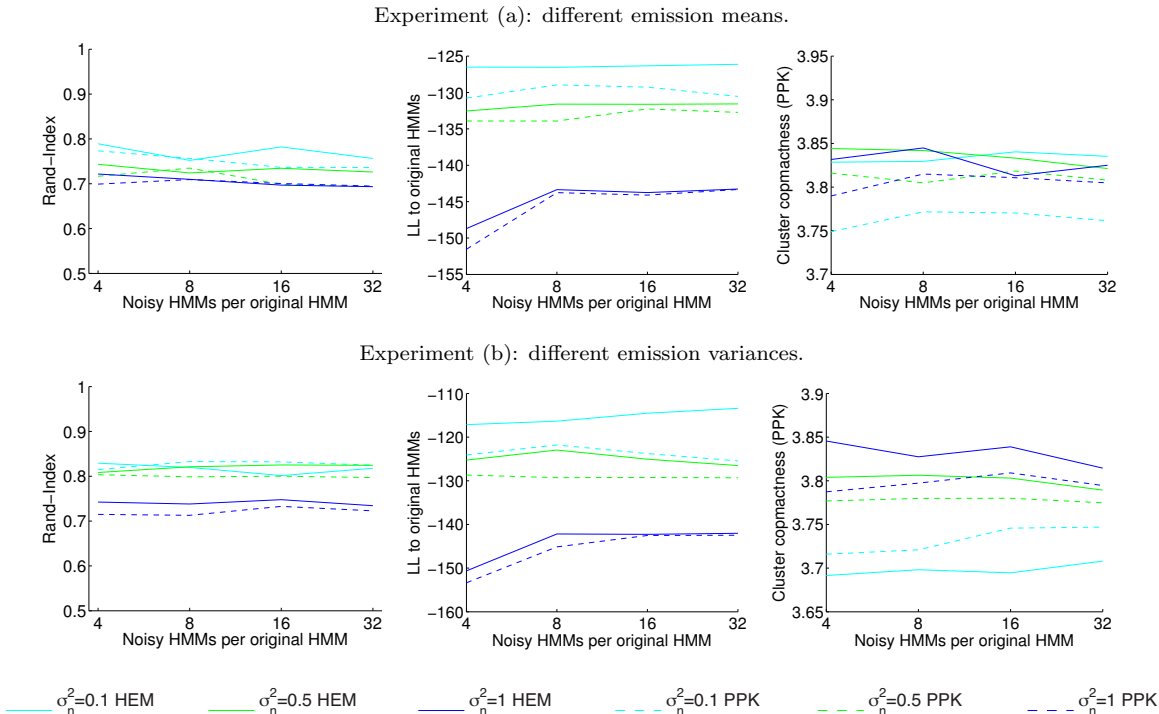 Experiment (a): different emission means.
Rand−Index
1
0.9
0.8
0.7
0.6
0.5
4 8 16 32
Noisy HMMs per original HMM
LL to original HMMs
−125
−130
−135
−140
−145
−150
−155
4 8 16 32
Noisy HMMs per original HMM
Cluster copmactness (PPK)
3.95
3.9
3.85
3.8
3.75
3.7
4 8 16 32
Noisy HMMs per original HMM
Experiment (b): different emission variances.
Rand−Index
1
0.9
0.8
0.7
0.6
0.5
4 8 16 32
Noisy HMMs per original HMM
LL to original HMMs
−110
−120
−130
−140
−150
−160
4 8 16 32
Noisy HMMs per original HMM
Cluster copmactness (PPK)
3.9
3.85
3.8
3.75
3.7
3.65
4 8 16 32
Noisy HMMs per original HMM
σ²ₙ=0.1 HEM σ²ₙ=0.5 HEM σ²ₙ=1 HEM σ²ₙ=0.1 PPK σ²ₙ=0.5 PPK σ²ₙ=1 PPK